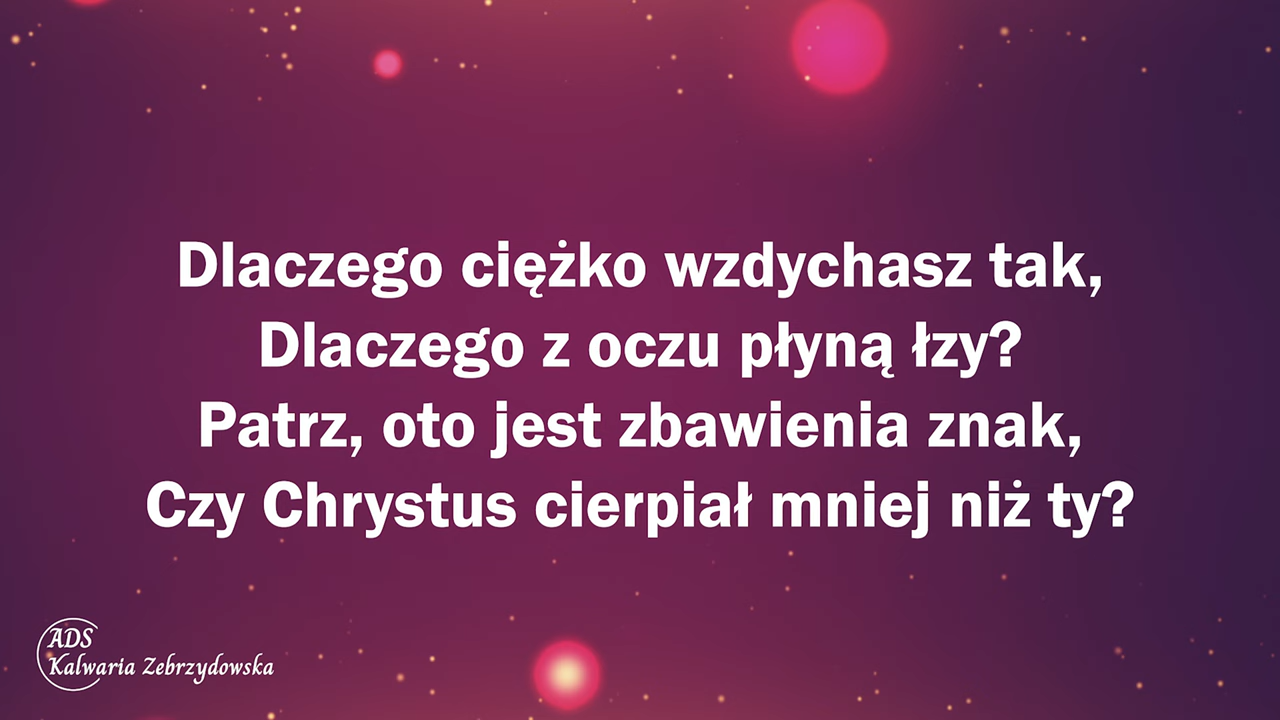 Dlaczego ciężko wzdychasz tak,
Dlaczego z oczu płyną łzy?
Patrz, oto jest zbawienia znak,
Czy Chrystus cierpiał mniej niż ty?
ADS
Kalwaria Zebrzydowska